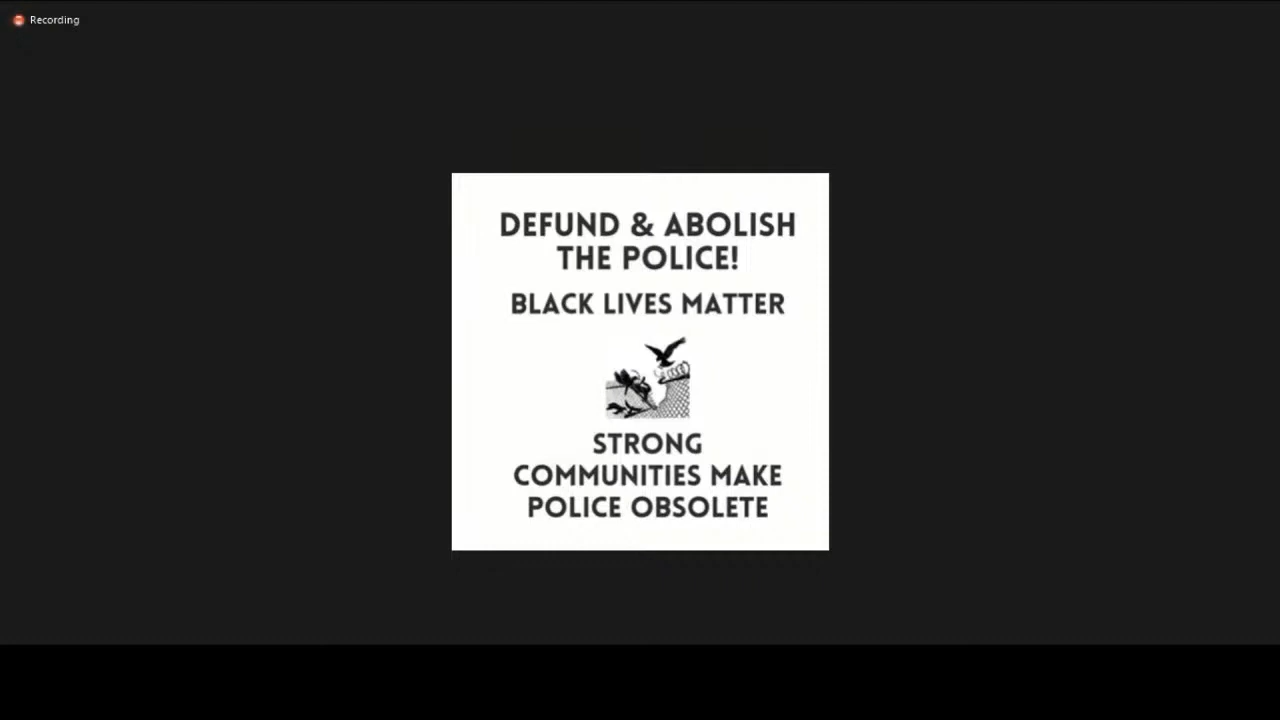 Recording
DEFUND & ABOLISH
THE POLICE!
BLACK LIVES MATTER
STRONG
COMMUNITIES MAKE
POLICE OBSOLETE